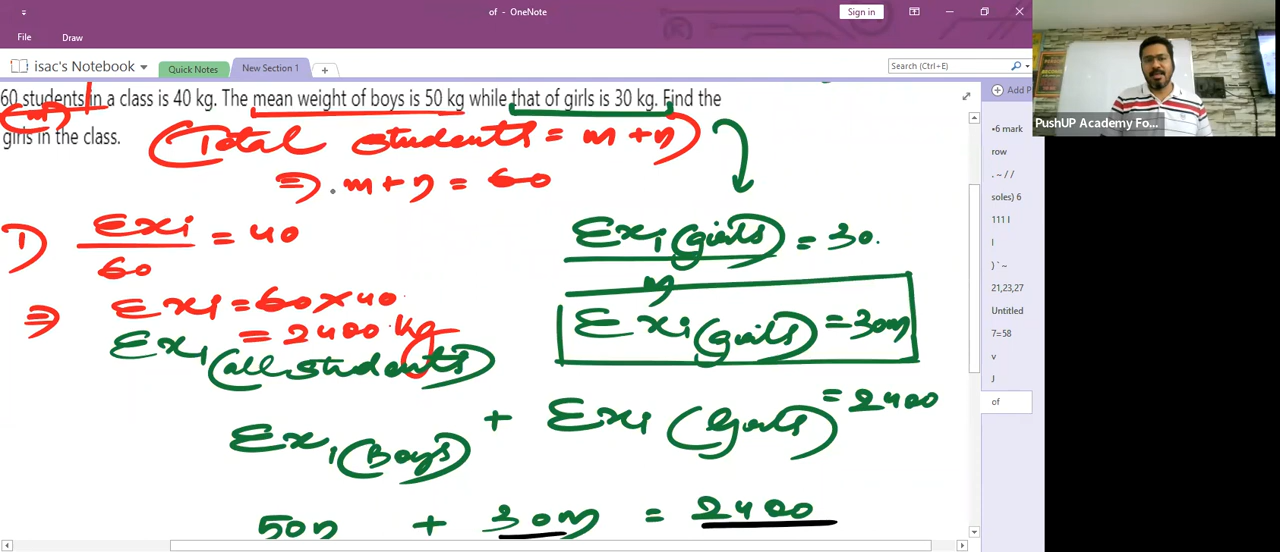 of - OneNote
Sign in
File
Draw
isac's Notebook
Quick Notes
New Section 1
Search (Ctrl+E)
60 students in a class is 40 kg. The mean weight of boys is 50 kg while that of girls is 30 kg. Find the
girls in the class.
(Total students = m + n)
⇒ m + n = 60
1) Σxi / 60 = 40
⇒ Σxi = 60 × 40
= 2400 kg
Σxi (all students)
Σxi (girls) / m = 30
Σxi (girls) = 30m
Σxi (Boys) + Σxi (Girls) = 2400
50n + 30m = 2400
Add P
•6 mark
row
. ~ / /
soles) 6
111 I
I
) ` ~
21,23,27
Untitled
7=58
v
J
of
PushUP Academy Fo...